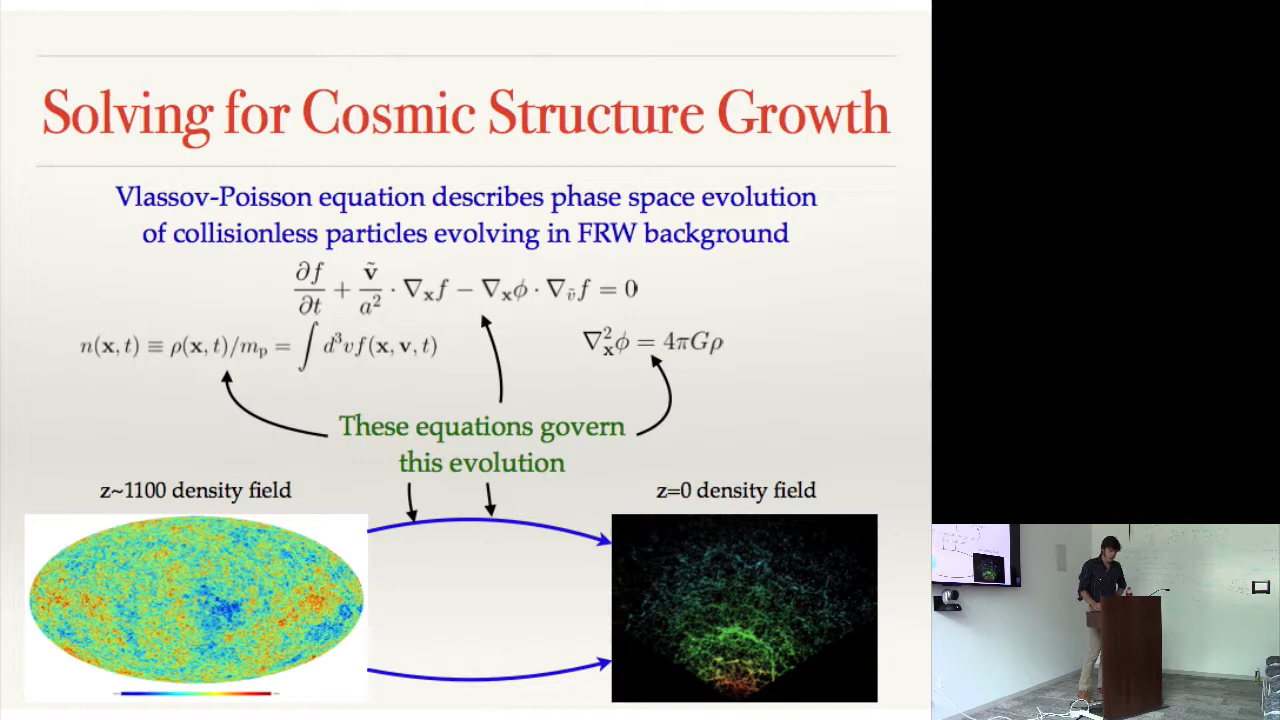 Solving for Cosmic Structure Growth
Vlassov-Poisson equation describes phase space evolution
of collisionless particles evolving in FRW background
∂f/∂t + ṽ/a² · ∇ₓf − ∇ₓϕ · ∇_ṽ f = 0
n(x, t) ≡ ρ(x, t)/mₚ = ∫ d³v f(x, v, t)
∇ₓ²ϕ = 4πGρ
These equations govern
this evolution
z~1100 density field
z=0 density field